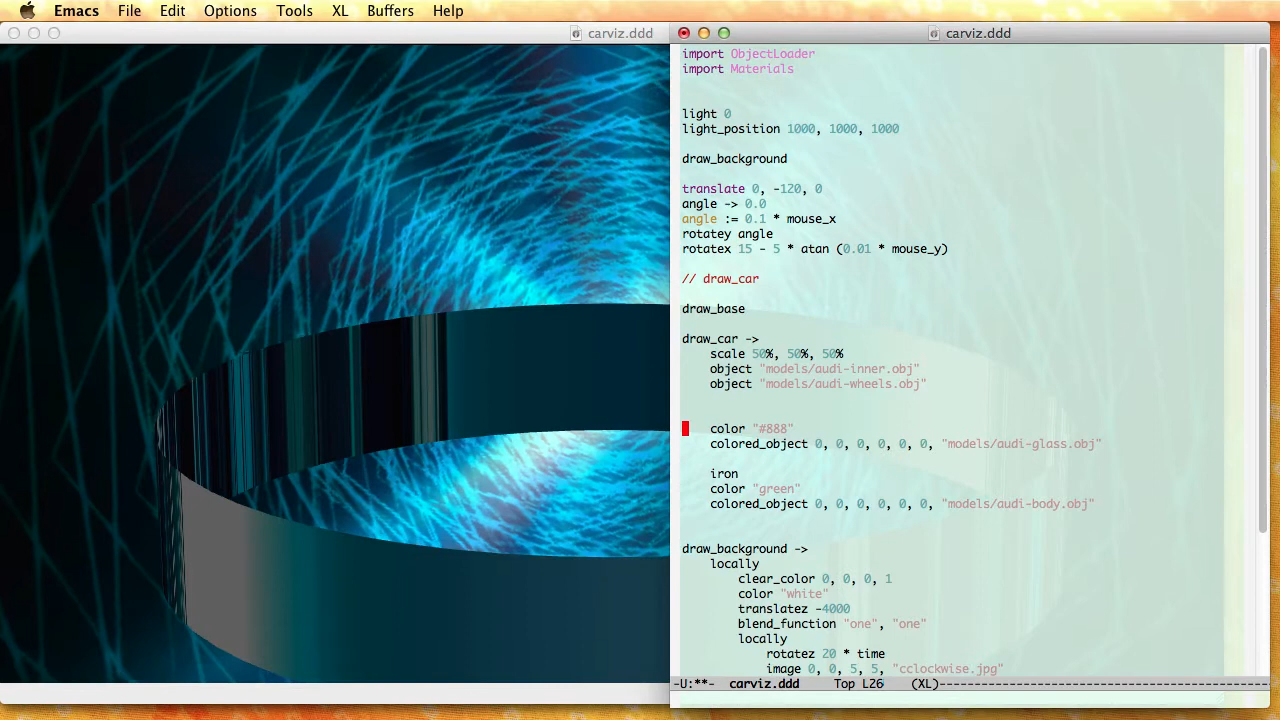 Emacs File Edit Options Tools XL Buffers Help
carviz.ddd
carviz.ddd
import ObjectLoader
import Materials
light 0
light_position 1000, 1000, 1000
draw_background
translate 0, -120, 0
angle -> 0.0
angle := 0.1 * mouse_x
rotatey angle
rotatex 15 - 5 * atan (0.01 * mouse_y)
// draw_car
draw_base
draw_car ->
scale 50%, 50%, 50%
object "models/audi-inner.obj"
object "models/audi-wheels.obj"
color "#888"
colored_object 0, 0, 0, 0, 0, 0, "models/audi-glass.obj"
iron
color "green"
colored_object 0, 0, 0, 0, 0, 0, "models/audi-body.obj"
draw_background ->
locally
clear_color 0, 0, 0, 1
color "white"
translatez -4000
blend_function "one", "one"
locally
rotatez 20 * time
image 0, 0, 5, 5, "cclockwise.jpg"
-U:**- carviz.ddd Top L26 (XL)----------------------------------------------